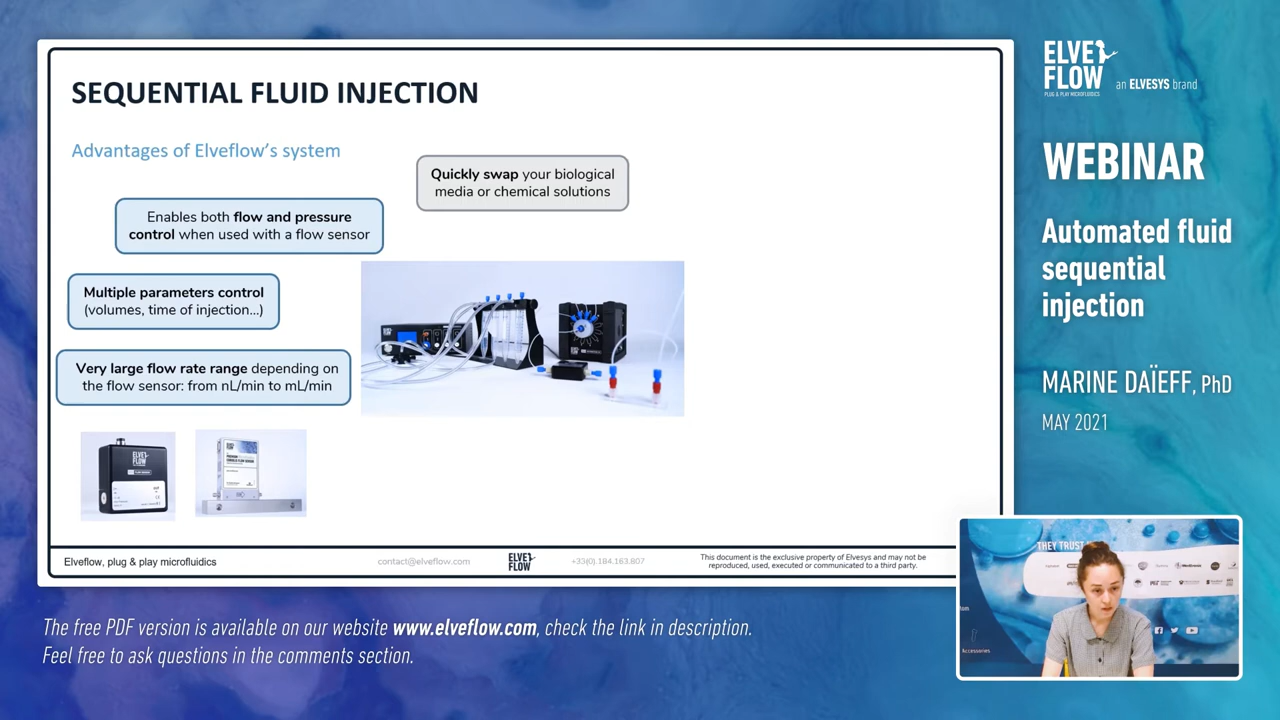 SEQUENTIAL FLUID INJECTION
Advantages of Elveflow's system
Quickly swap your biological
media or chemical solutions
Enables both flow and pressure
control when used with a flow sensor
Multiple parameters control
(volumes, time of injection...)
Very large flow rate range depending on
the flow sensor: from nL/min to mL/min
ELVE
FLOW
Elveflow, plug & play microfluidics
contact@elveflow.com
ELVE
FLOW
+33(0).184.163.807
This document is the exclusive property of Elvesys and may not be
reproduced, used, executed or communicated to a third party.
The free PDF version is available on our website www.elveflow.com, check the link in description.
Feel free to ask questions in the comments section.
ELVE
FLOW
PLUG & PLAY MICROFLUIDICS
an ELVESYS brand
WEBINAR
Automated fluid
sequential
injection
MARINE DAÏEFF, PhD
MAY 2021
THEY TRUST
Accessories